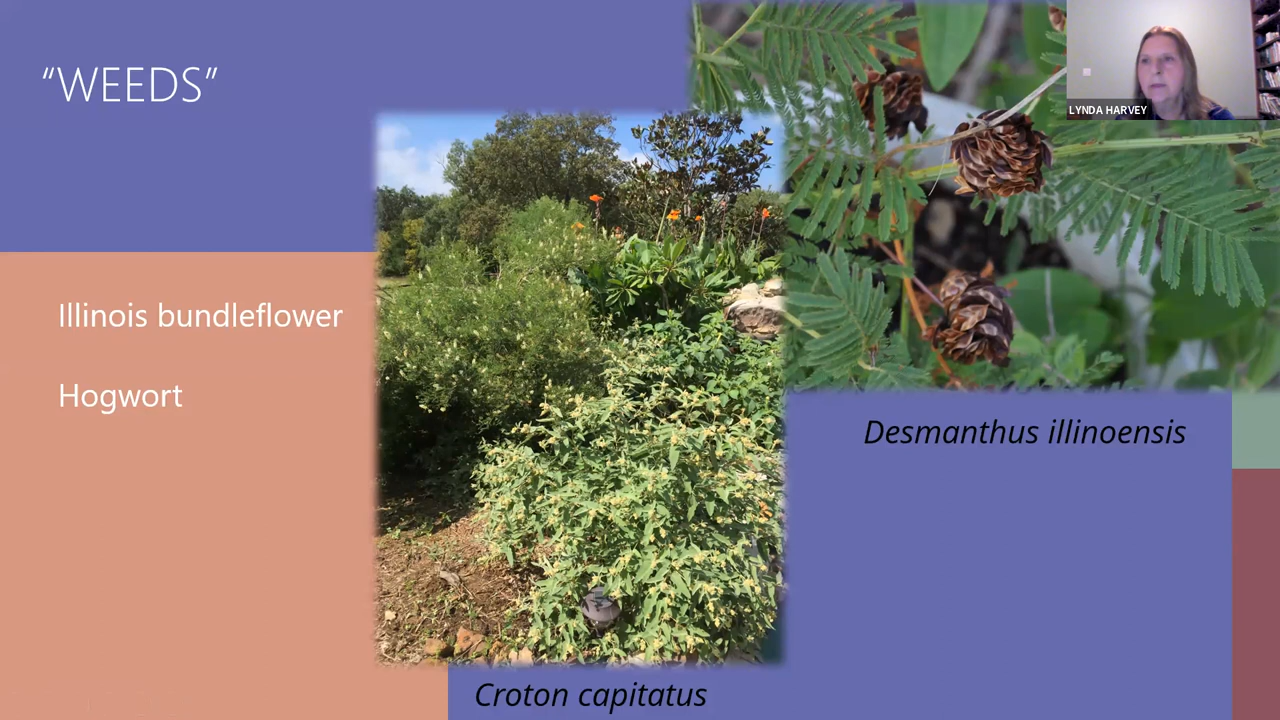 “WEEDS”
LYNDA HARVEY
Illinois bundleflower
Hogwort
Desmanthus illinoensis
Croton capitatus